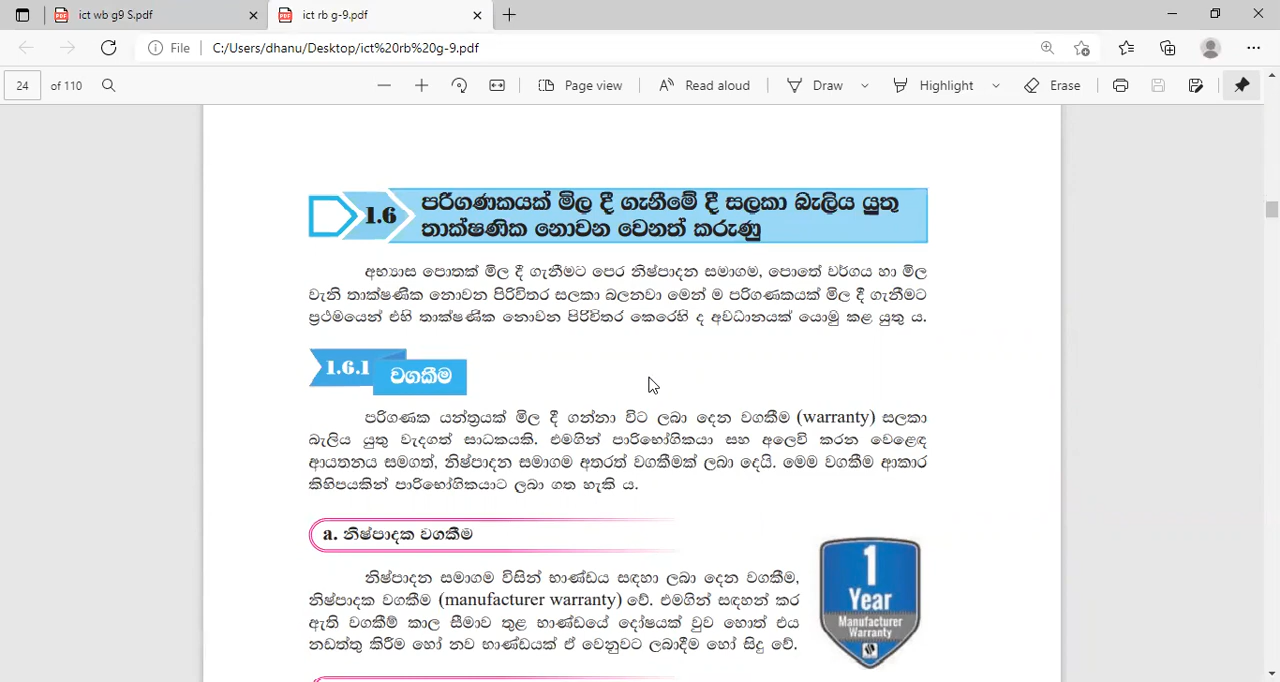 ict wb g9 S.pdf
ict rb g-9.pdf
File
C:/Users/dhanu/Desktop/ict%20rb%20g-9.pdf
24 of 110
Page view
Read aloud
Draw
Highlight
Erase
1.6 පරිගණකයක් මිල දී ගැනීමේ දී සලකා බැලිය යුතු
තාක්ෂණික නොවන වෙනත් කරුණු
අභ්‍යාස පොතක් මිල දී ගැනීමට පෙර නිෂ්පාදන සමාගම, පොතේ වර්ගය හා මිල
වැනි තාක්ෂණික නොවන පිරිවිතර සලකා බලනවා මෙන් ම පරිගණකයක් මිල දී ගැනීමට
ප්‍රථමයෙන් එහි තාක්ෂණික නොවන පිරිවිතර කෙරෙහි ද අවධානයක් යොමු කළ යුතු ය.
1.6.1 වගකීම
පරිගණක යන්ත්‍රයක් මිල දී ගන්නා විට ලබා දෙන වගකීම (warranty) සලකා
බැලිය යුතු වැදගත් සාධකයකි. එමගින් පාරිභෝගිකයා සහ අලෙවි කරන වෙළෙඳ
ආයතනය සමගත්, නිෂ්පාදන සමාගම අතරත් වගකීමක් ලබා දෙයි. මෙම වගකීම ආකාර
කිහිපයකින් පාරිභෝගිකයාට ලබා ගත හැකි ය.
a. නිෂ්පාදක වගකීම
නිෂ්පාදන සමාගම විසින් භාණ්ඩය සඳහා ලබා දෙන වගකීම,
නිෂ්පාදක වගකීම (manufacturer warranty) වේ. එමගින් සඳහන් කර
ඇති වගකීම් කාල සීමාව තුළ භාණ්ඩයේ දෝෂයක් වුව හොත් එය
නඩත්තු කිරීම හෝ නව භාණ්ඩයක් ඒ වෙනුවට ලබාදීම හෝ සිදු වේ.
1
Year
Manufacturer
Warranty